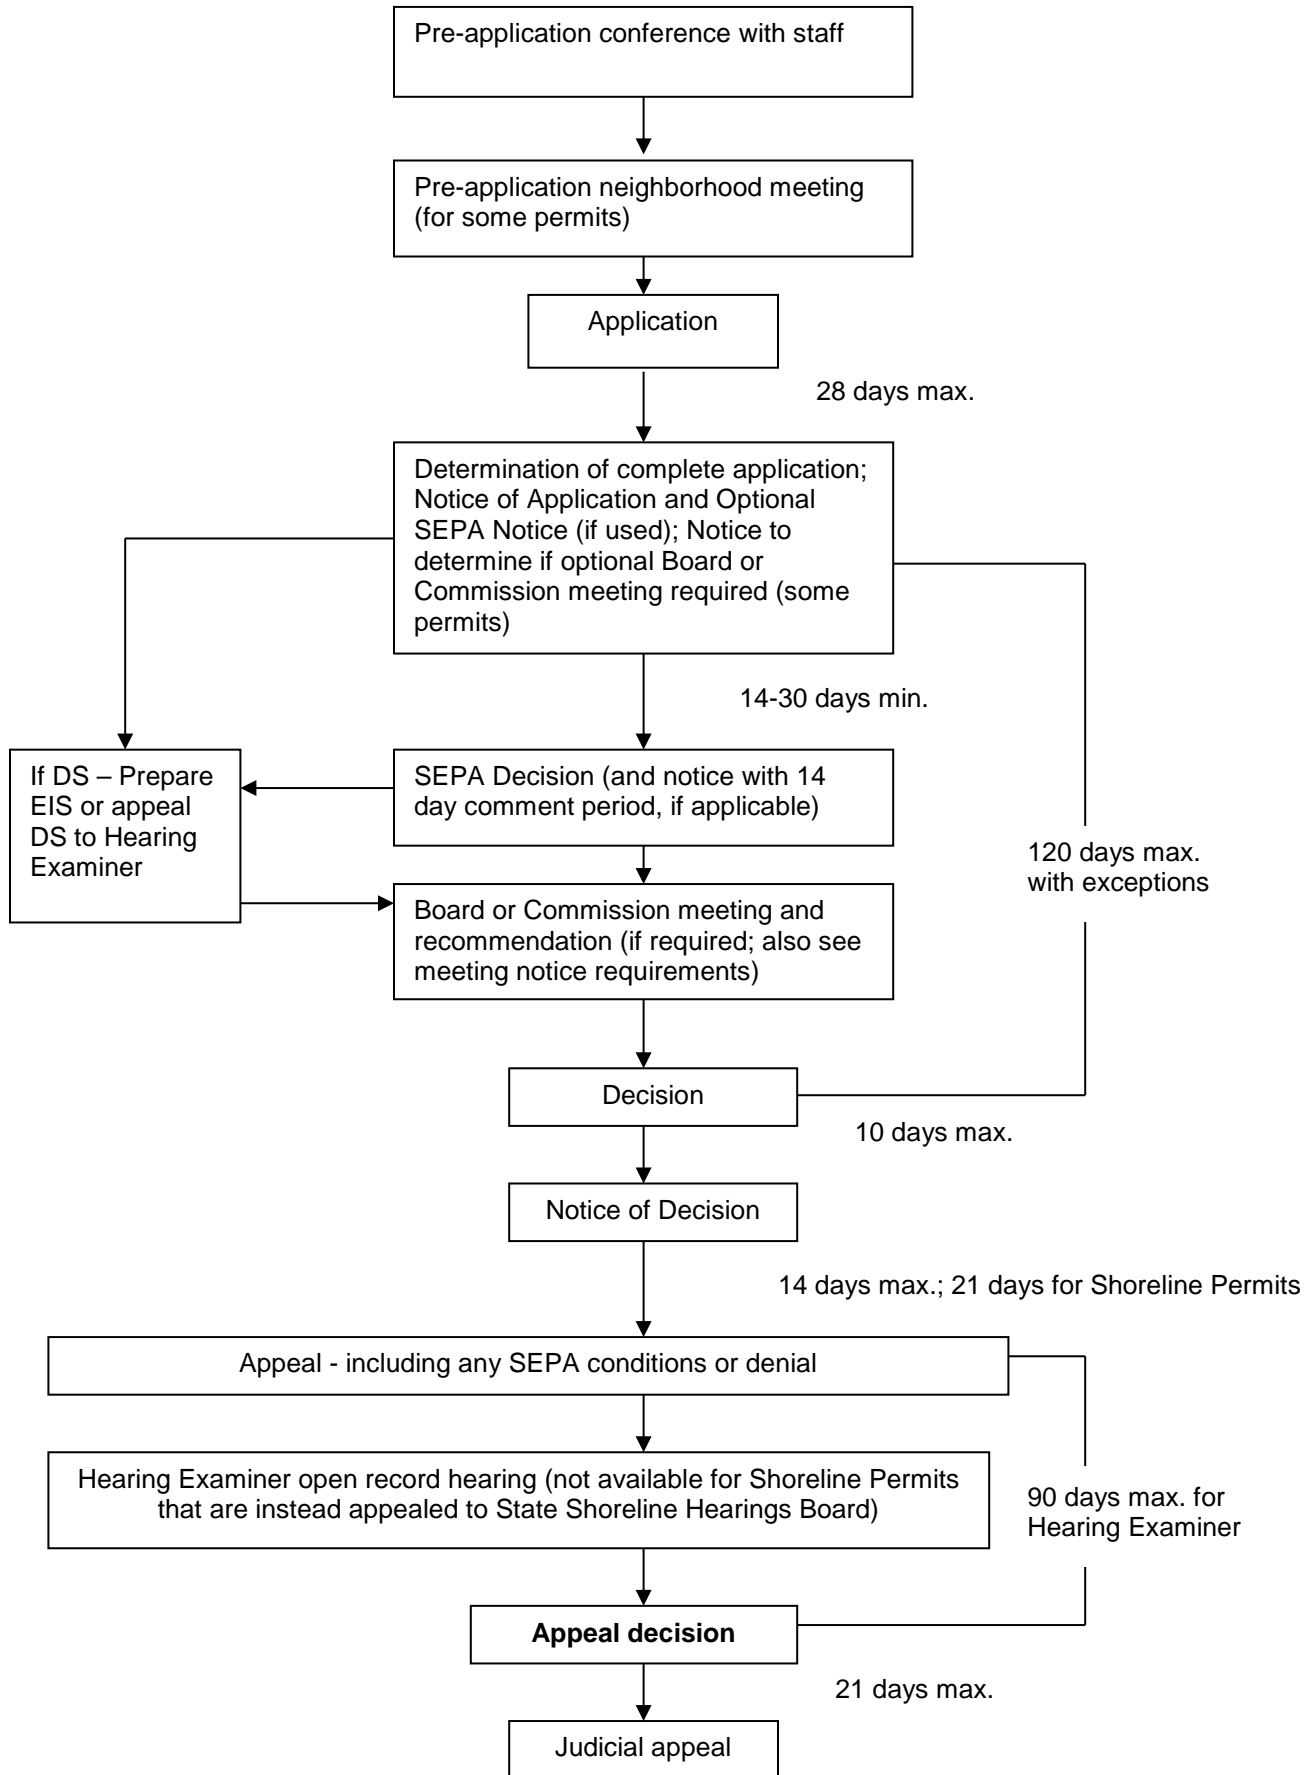 Pre-application conference with staff
Pre-application neighborhood meeting
(for some permits)
Application
28 days max.
Determination of complete application;
Notice of Application and Optional
SEPA Notice (if used); Notice to
determine if optional Board or
Commission meeting required (some
permits)
14-30 days min.
If DS – Prepare
EIS or appeal
DS to Hearing
Examiner
SEPA Decision (and notice with 14
day comment period, if applicable)
120 days max.
with exceptions
Board or Commission meeting and
recommendation (if required; also see
meeting notice requirements)
Decision
10 days max.
Notice of Decision
14 days max.; 21 days for Shoreline Permits
Appeal - including any SEPA conditions or denial
Hearing Examiner open record hearing (not available for Shoreline Permits
that are instead appealed to State Shoreline Hearings Board)
90 days max. for
Hearing Examiner
Appeal decision
21 days max.
Judicial appeal